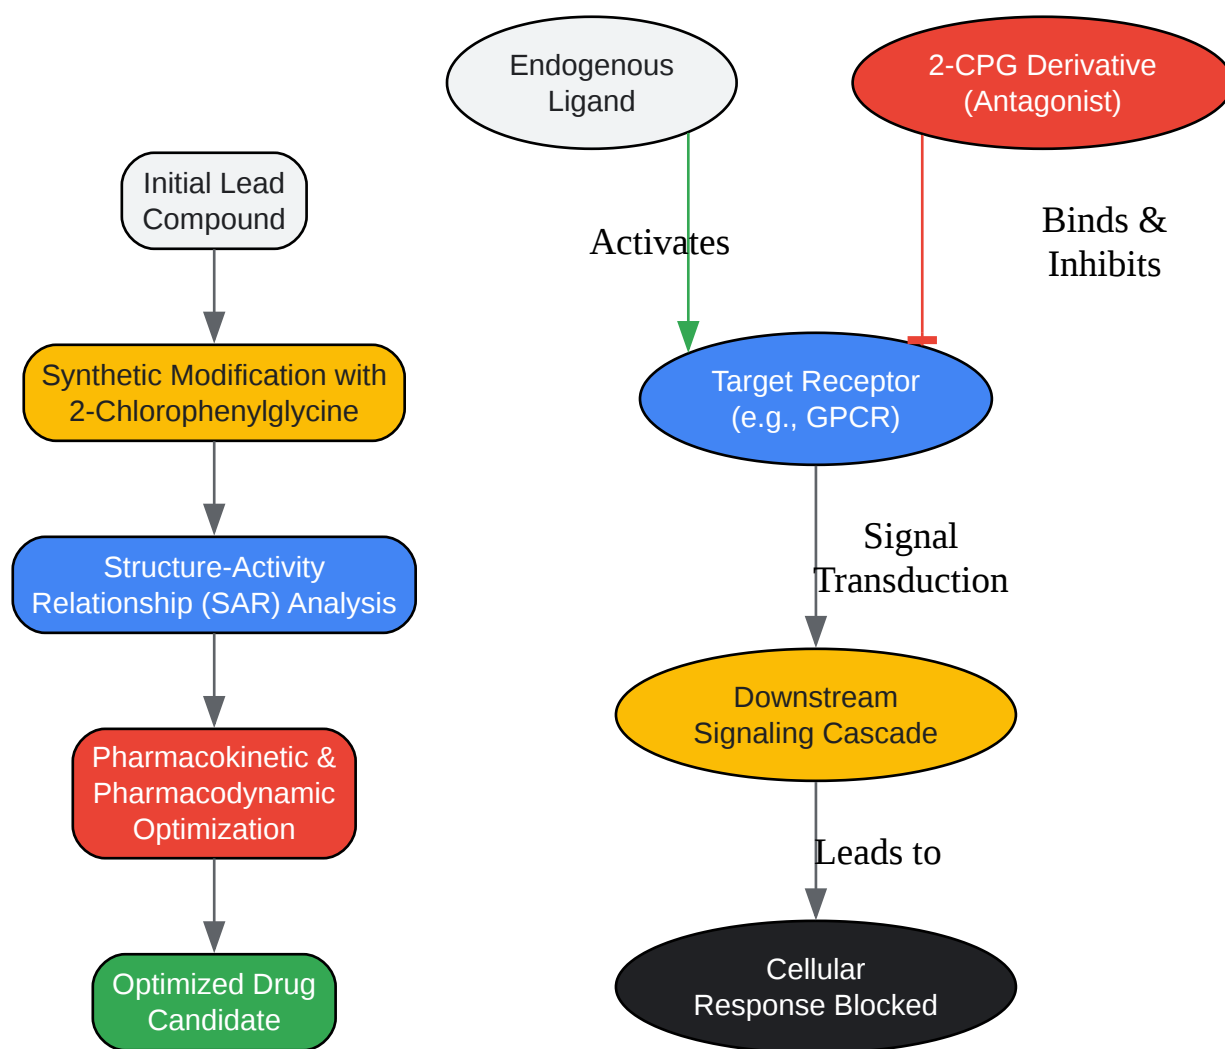 Initial Lead
Compound
Synthetic Modification with
2-Chlorophenylglycine
Structure-Activity
Relationship (SAR) Analysis
Pharmacokinetic &
Pharmacodynamic
Optimization
Optimized Drug
Candidate
Endogenous
Ligand
2-CPG Derivative
(Antagonist)
Activates
Binds &
Inhibits
Target Receptor
(e.g., GPCR)
Signal
Transduction
Downstream
Signaling Cascade
Leads to
Cellular
Response Blocked